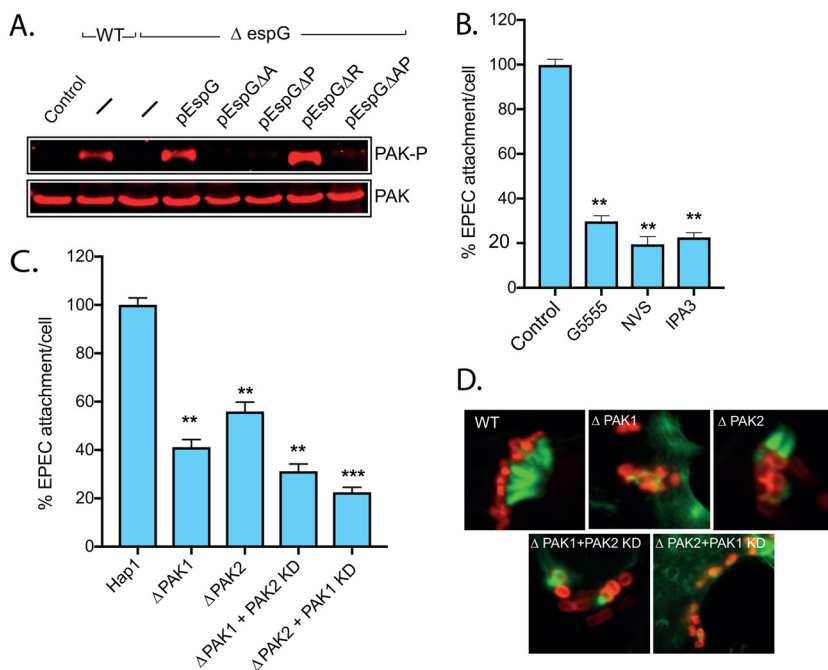 A.
WT
Δ espG
Control
/
/
pEspG
pEspGΔA
pEspGΔP
pEspGΔR
pEspGΔAP
PAK-P
PAK
B.
% EPEC attachment/cell
120
100
80
60
40
20
0
**
**
**
Control
G5555
NVS
IPA3
C.
% EPEC attachment/cell
120
100
80
60
40
20
0
**
**
**
***
Hap1
ΔPAK1
ΔPAK2
ΔPAK1 + PAK2 KD
ΔPAK2 + PAK1 KD
D.
WT
Δ PAK1
Δ PAK2
Δ PAK1+PAK2 KD
Δ PAK2+PAK1 KD